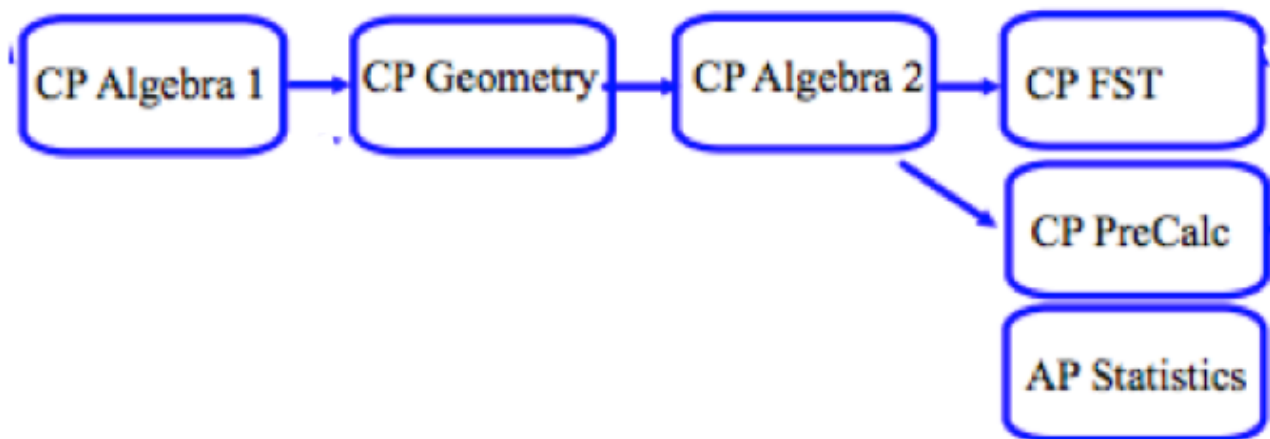 CP Algebra 1
CP Geometry
CP Algebra 2
CP FST
CP PreCalc
AP Statistics